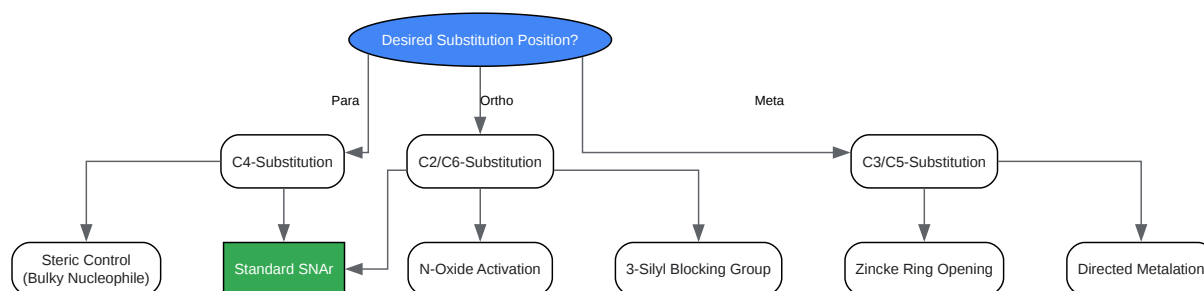 Desired Substitution Position?
Para
Ortho
Meta
C4-Substitution
C2/C6-Substitution
C3/C5-Substitution
Steric Control
(Bulky Nucleophile)
Standard SNAr
N-Oxide Activation
3-Silyl Blocking Group
Zincke Ring Opening
Directed Metalation